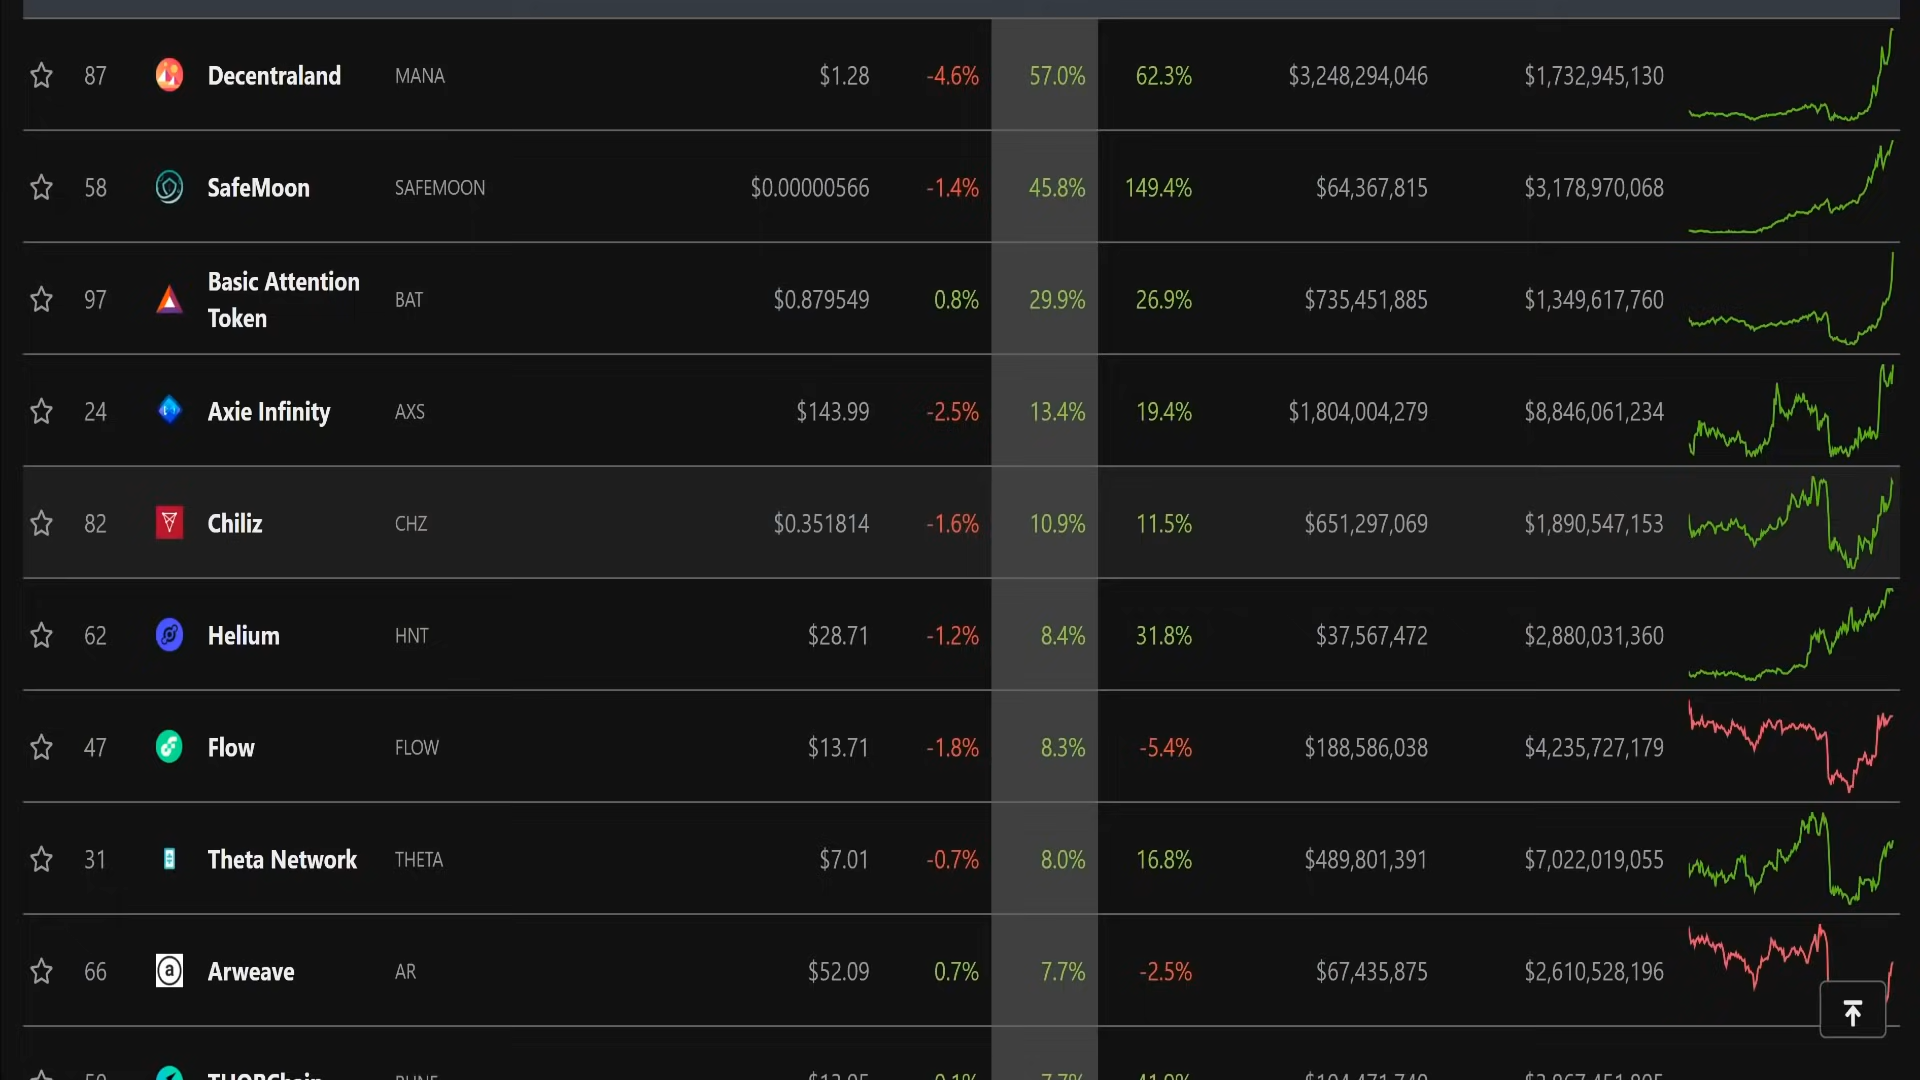 87 Decentraland MANA $1.28 -4.6% 57.0% 62.3% $3,248,294,046 $1,732,945,130
58 SafeMoon SAFEMOON $0.00000566 -1.4% 45.8% 149.4% $64,367,815 $3,178,970,068
Basic Attention
97 BAT $0.879549 0.8% 29.9% 26.9% $735,451,885 $1,349,617,760
Token
24 Axie Infinity AXS $143.99 -2.5% 13.4% 19.4% $1,804,004,279 $8,846,061,234
82 Chiliz CHZ $0.351814 -1.6% 10.9% 11.5% $651,297,069 $1,890,547,153
62 Helium HNT $28.71 -1.2% 8.4% 31.8% $37,567,472 $2,880,031,360
47 Flow FLOW $13.71 -1.8% 8.3% -5.4% $188,586,038 $4,235,727,179
31 Theta Network THETA $7.01 -0.7% 8.0% 16.8% $489,801,391 $7,022,019,055
66 Arweave AR $52.09 0.7% 7.7% -2.5% $67,435,875 $2,610,528,196
THORChain RUNE 7.7%